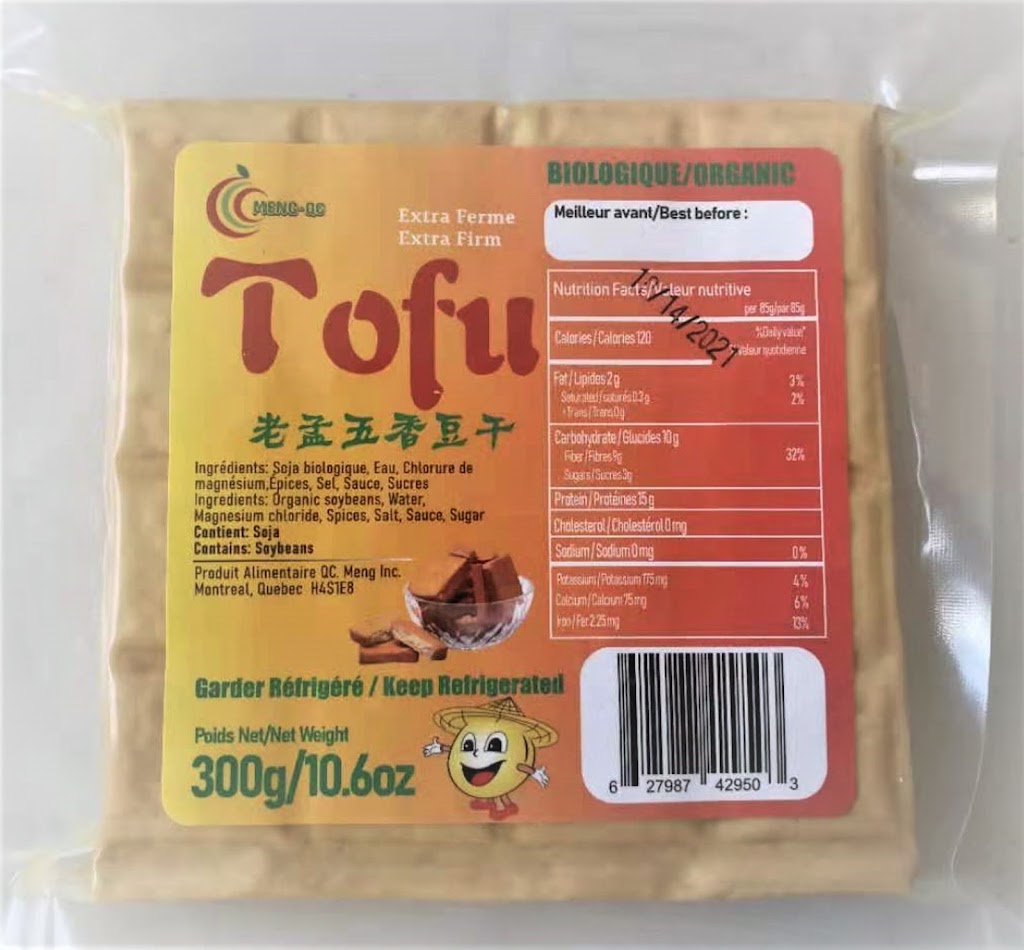 MENG-QC
Extra Ferme
Extra Firm
Tofu
老孟五香豆干
Ingrédients: Soja biologique, Eau, Chlorure de
magnésium,Épices, Sel, Sauce, Sucres
Ingredients: Organic soybeans, Water,
Magnesium chloride, Spices, Salt, Sauce, Sugar
Contient: Soja
Contains: Soybeans
Produit Alimentaire QC. Meng Inc.
Montreal, Quebec H4S1E8
Garder Réfrigéré / Keep Refrigerated
Poids Net/Net Weight
300g/10.6oz
BIOLOGIQUE/ORGANIC
Meilleur avant/Best before :
Nutrition Facts/Valeur nutritive
per 85g/par 85g
/14/2021
Calories/Calories 120
%Daily value*
%valeur quotidienne
Fat/Lipides 2g 3%
Saturated/saturés 0.3g 2%
+Trans/Trans 0g
Carbohydrate/Glucides 10g
Fiber/Fibres 9g 32%
Sugars/Sucres 3g
Protein/Protéines 15g
Cholesterol/Cholestérol 0mg
Sodium/Sodium 0mg 0%
Potassium/Potassium 175mg 4%
Calcium/Calcium 75mg 6%
Iron/Fer 2.25mg 13%
6 27987 42950 3